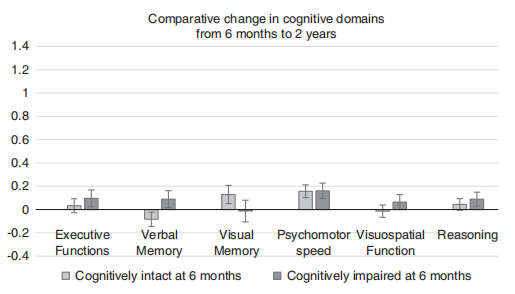 Comparative change in cognitive domains
from 6 months to 2 years
1.4
1.2
1
0.8
0.6
0.4
0.2
0
-0.2
-0.4
Executive Functions
Verbal Memory
Visual Memory
Psychomotor speed
Visuospatial Function
Reasoning
Cognitively intact at 6 months
Cognitively impaired at 6 months